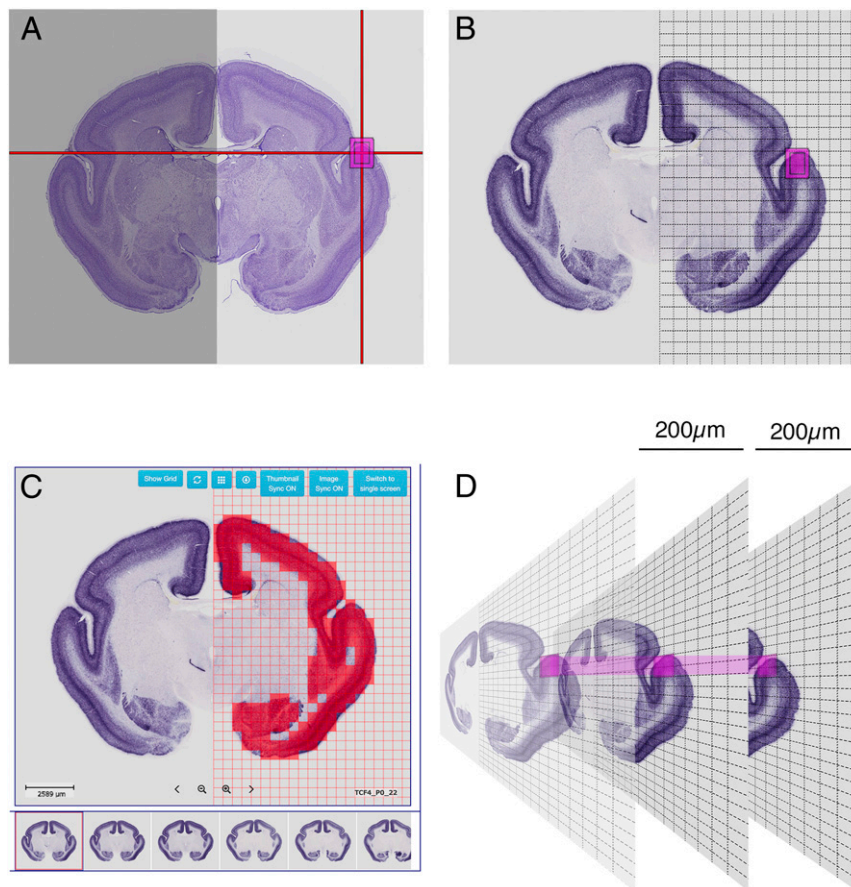 A
B
200µm
200µm
C
Show Grid
Thumbnail
Sync ON
Image
Sync ON
Switch to
single screen
D
2589 µm
TCF4_P0_22